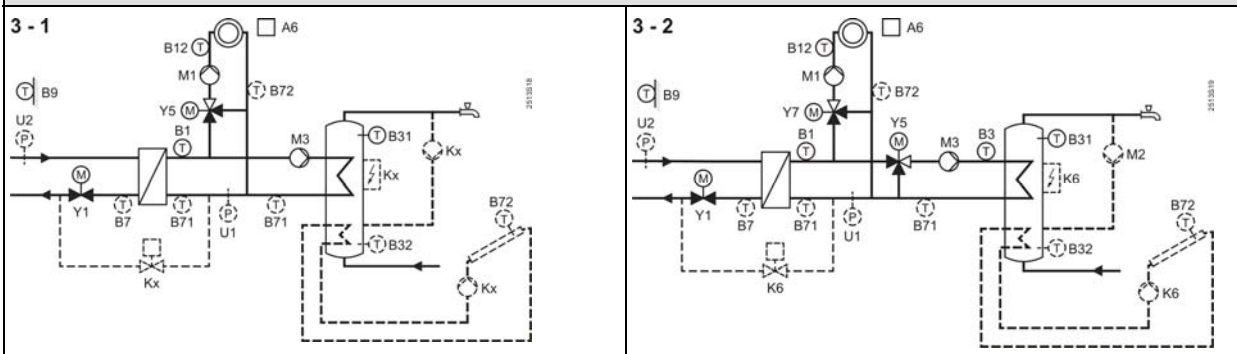 3 - 1
A6
B12 T
M1
T B72
T B9
U2
P
Y5 M
B1
T
M3
T B31
Kx
Kx
M
Y1
T
B7
T
B71
P
U1
T
B71
B72
T
T B32
Kx
Kx
2513S18
3 - 2
A6
B12 T
M1
T B72
T B9
U2
P
Y7 M
Y5
M
B1
T
M3
B3
T
T B31
M2
K6
M
Y1
T
B7
T
B71
P
U1
T
B71
B72
T
T B32
K6
K6
2513S19